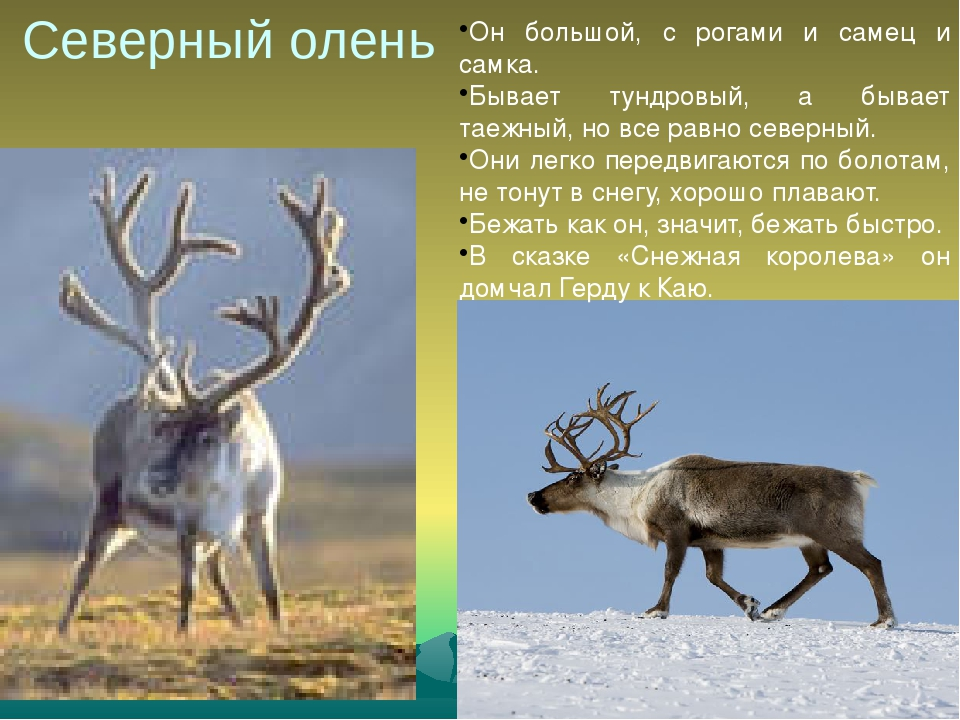 Северный олень
•Он большой, с рогами и самец и
самка.
•Бывает тундровый, а бывает
таежный, но все равно северный.
•Они легко передвигаются по болотам,
не тонут в снегу, хорошо плавают.
•Бежать как он, значит, бежать быстро.
•В сказке «Снежная королева» он
домчал Герду к Каю.